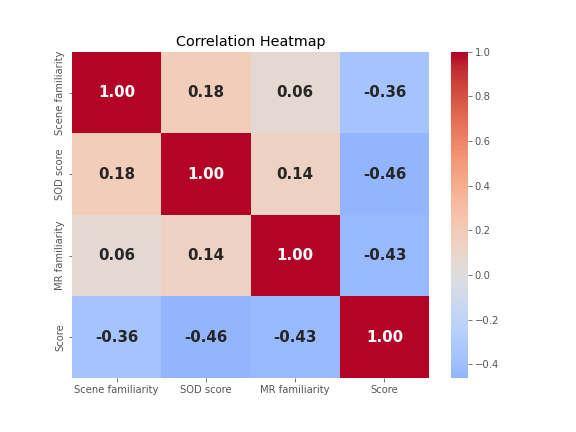 Correlation Heatmap
Scene familiarity
1.00
0.18
0.06
-0.36
SOD score
0.18
1.00
0.14
-0.46
MR familiarity
0.06
0.14
1.00
-0.43
Score
-0.36
-0.46
-0.43
1.00
Scene familiarity
SOD score
MR familiarity
Score
1.0
0.8
0.6
0.4
0.2
0.0
−0.2
−0.4